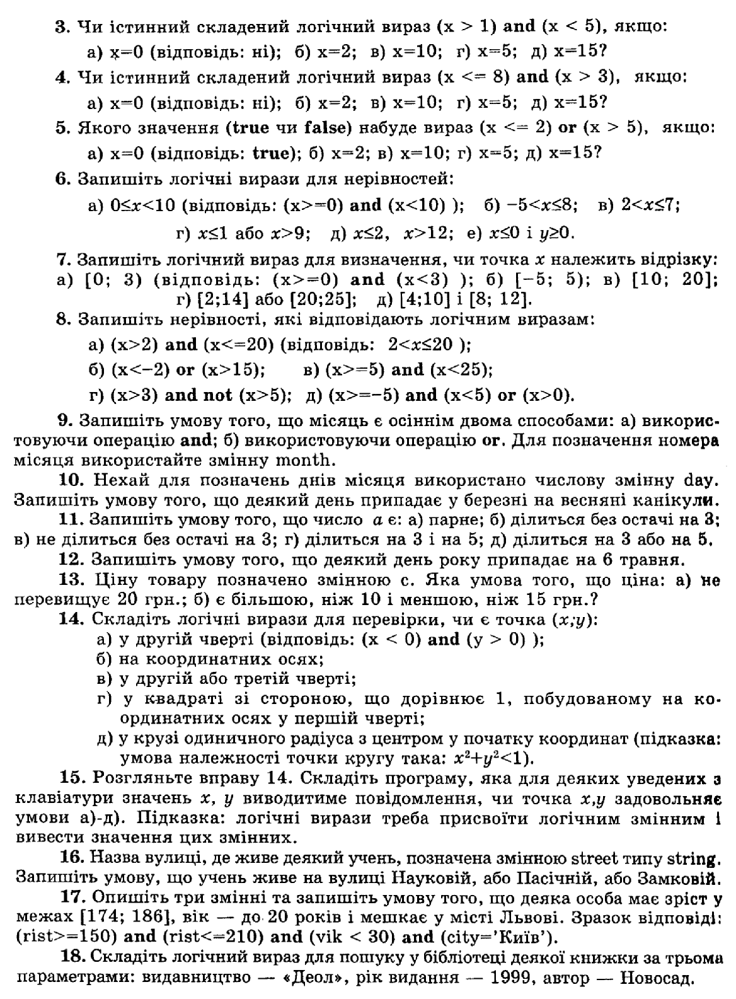 3. Чи істинний складений логічний вираз (x > 1) and (x < 5), якщо:
а) x=0 (відповідь: ні); б) x=2; в) x=10; г) x=5; д) x=15?
4. Чи істинний складений логічний вираз (x <= 8) and (x > 3), якщо:
а) x=0 (відповідь: ні); б) x=2; в) x=10; г) x=5; д) x=15?
5. Якого значення (true чи false) набуде вираз (x <= 2) or (x > 5), якщо:
а) x=0 (відповідь: true); б) x=2; в) x=10; г) x=5; д) x=15?
6. Запишіть логічні вирази для нерівностей:
а) 0≤x<10 (відповідь: (x>=0) and (x<10) ); б) −5<x≤8; в) 2<x≤7;
г) x≤1 або x>9; д) x≤2, x>12; е) x≤0 і y≥0.
7. Запишіть логічний вираз для визначення, чи точка x належить відрізку:
а) [0; 3) (відповідь: (x>=0) and (x<3) ); б) [−5; 5); в) [10; 20];
г) [2;14] або [20;25]; д) [4;10] і [8; 12].
8. Запишіть нерівності, які відповідають логічним виразам:
а) (x>2) and (x<=20) (відповідь: 2<x≤20 );
б) (x<−2) or (x>15); в) (x>=5) and (x<25);
г) (x>3) and not (x>5); д) (x>=−5) and (x<5) or (x>0).
9. Запишіть умову того, що місяць є осіннім двома способами: а) викорис-
товуючи операцію and; б) використовуючи операцію or. Для позначення номера
місяця використайте змінну month.
10. Нехай для позначень днів місяця використано числову змінну day.
Запишіть умову того, що деякий день припадає у березні на весняні канікули.
11. Запишіть умову того, що число a є: а) парне; б) ділиться без остачі на 3;
в) не ділиться без остачі на 3; г) ділиться на 3 і на 5; д) ділиться на 3 або на 5.
12. Запишіть умову того, що деякий день року припадає на 6 травня.
13. Ціну товару позначено змінною c. Яка умова того, що ціна: а) не
перевищує 20 грн.; б) є більшою, ніж 10 і меншою, ніж 15 грн.?
14. Складіть логічні вирази для перевірки, чи є точка (x;y):
а) у другій чверті (відповідь: (x < 0) and (y > 0) );
б) на координатних осях;
в) у другій або третій чверті;
г) у квадраті зі стороною, що дорівнює 1, побудованому на ко-
ординатних осях у першій чверті;
д) у крузі одиничного радіуса з центром у початку координат (підказка:
умова належності точки кругу така: x²+y²<1).
15. Розгляньте вправу 14. Складіть програму, яка для деяких уведених з
клавіатури значень x, y виводитиме повідомлення, чи точка x,y задовольняє
умови а)-д). Підказка: логічні вирази треба присвоїти логічним змінним і
вивести значення цих змінних.
16. Назва вулиці, де живе деякий учень, позначена змінною street типу string.
Запишіть умову, що учень живе на вулиці Науковій, або Пасічній, або Замковій.
17. Опишіть три змінні та запишіть умову того, що деяка особа має зріст у
межах [174; 186], вік — до 20 років і мешкає у місті Львові. Зразок відповіді:
(rist>=150) and (rist<=210) and (vik < 30) and (city='Київ').
18. Складіть логічний вираз для пошуку у бібліотеці деякої книжки за трьома
параметрами: видавництво — «Деол», рік видання — 1999, автор — Новосад.